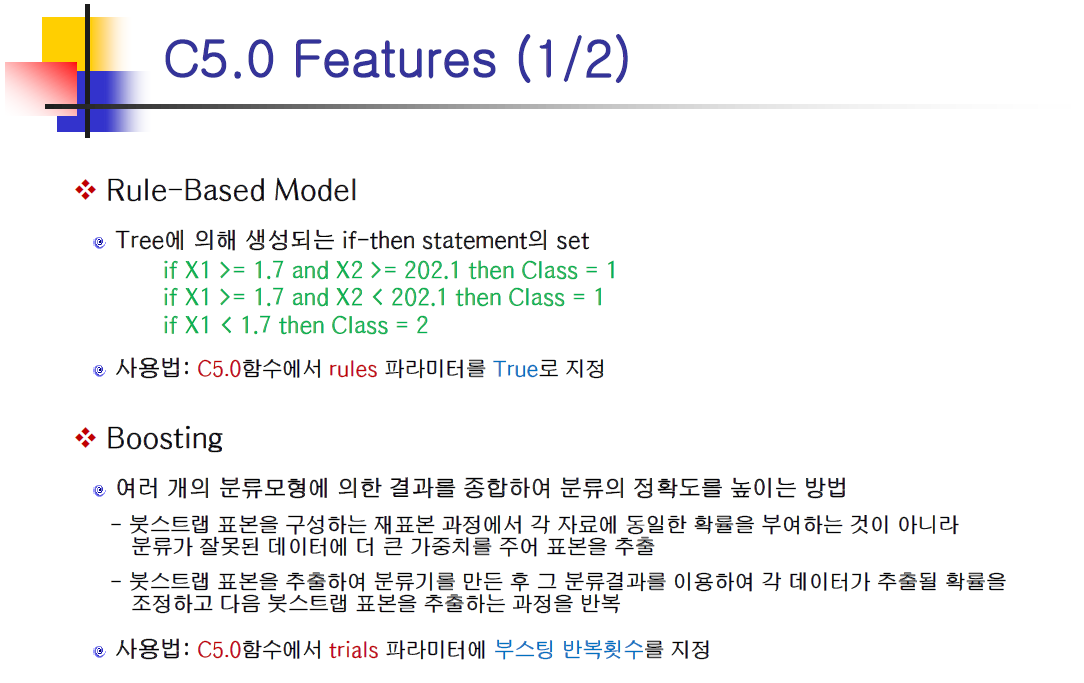 C5.0 Features (1/2)
Rule-Based Model
Tree에 의해 생성되는 if-then statement의 set
if X1 >= 1.7 and X2 >= 202.1 then Class = 1
if X1 >= 1.7 and X2 < 202.1 then Class = 1
if X1 < 1.7 then Class = 2
사용법: C5.0함수에서 rules 파라미터를 True로 지정
Boosting
여러 개의 분류모형에 의한 결과를 종합하여 분류의 정확도를 높이는 방법
- 붓스트랩 표본을 구성하는 재표본 과정에서 각 자료에 동일한 확률을 부여하는 것이 아니라
분류가 잘못된 데이터에 더 큰 가중치를 주어 표본을 추출
- 붓스트랩 표본을 추출하여 분류기를 만든 후 그 분류결과를 이용하여 각 데이터가 추출될 확률을
조정하고 다음 붓스트랩 표본을 추출하는 과정을 반복
사용법: C5.0함수에서 trials 파라미터에 부스팅 반복횟수를 지정